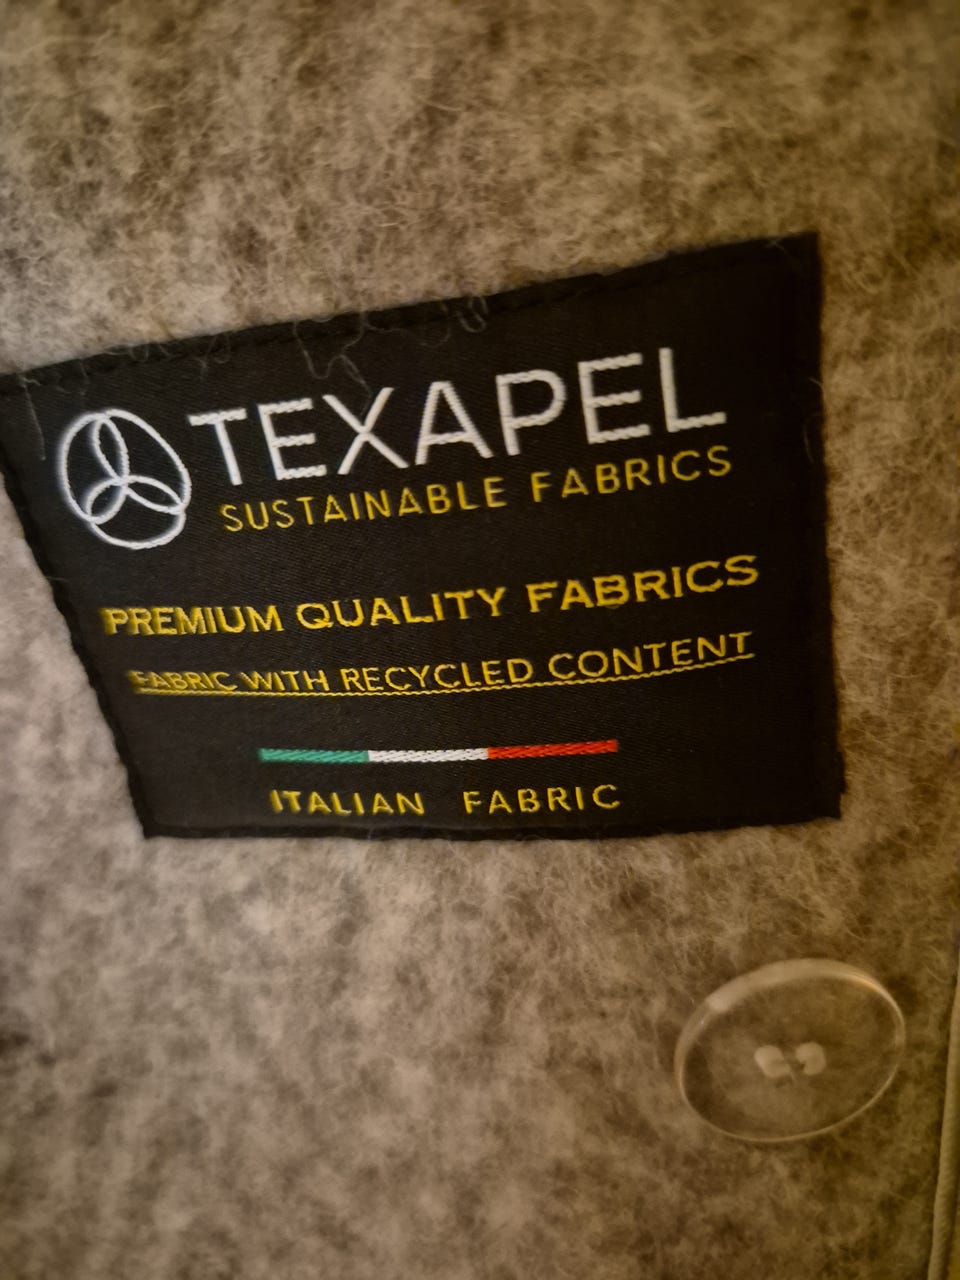 TEXAPEL
SUSTAINABLE FABRICS
PREMIUM QUALITY FABRICS
FABRIC WITH RECYCLED CONTENT
ITALIAN FABRIC